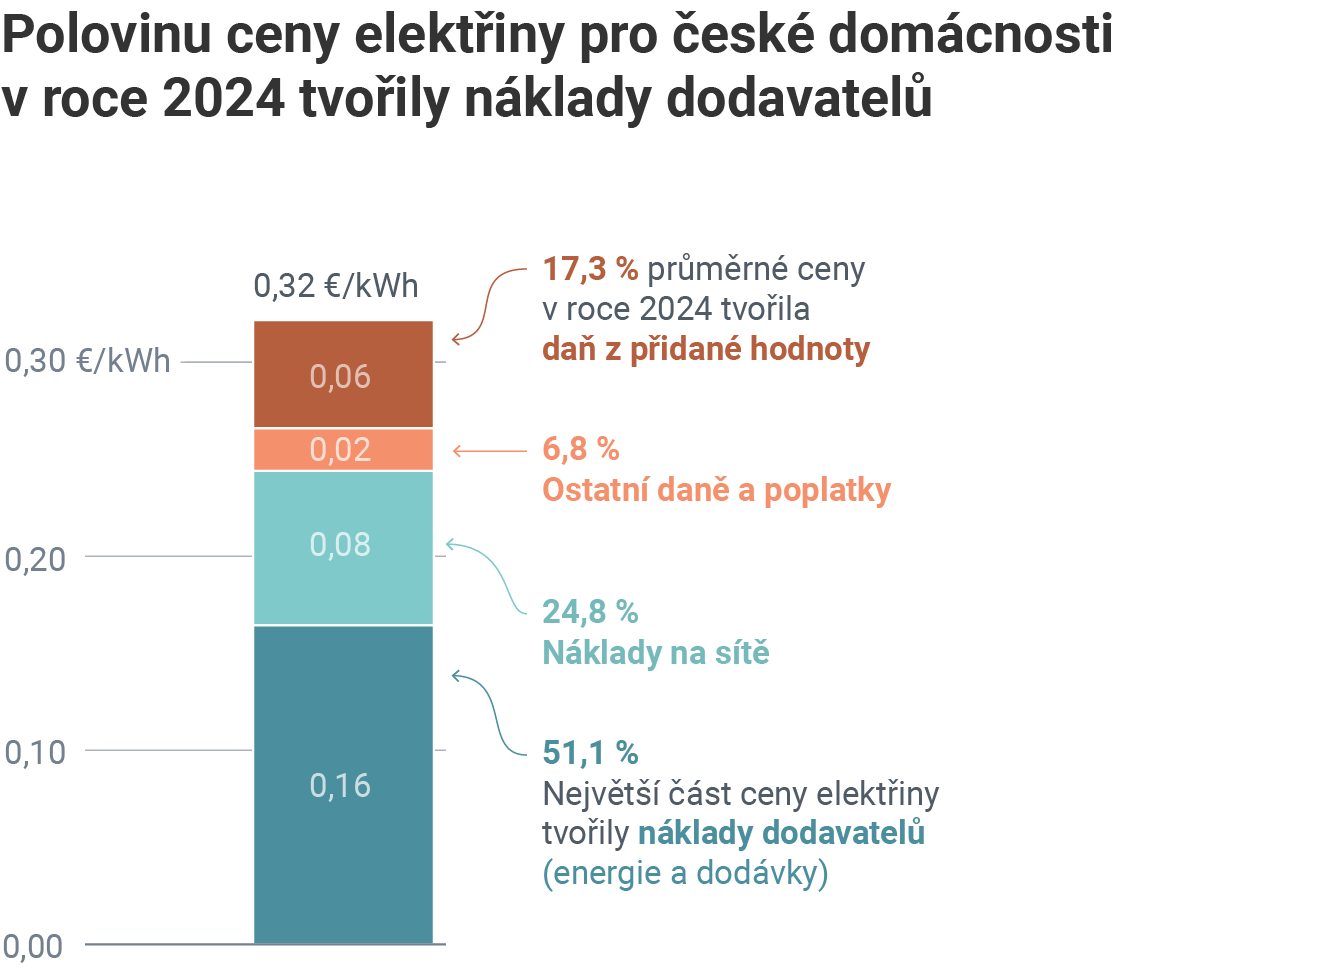 Polovinu ceny elektřiny pro české domácnosti
v roce 2024 tvořily náklady dodavatelů
0,32 €/kWh
0,30 €/kWh
0,20
0,10
0,00
0,06
0,02
0,08
0,16
17,3 % průměrné ceny
v roce 2024 tvořila
daň z přidané hodnoty
6,8 %
Ostatní daně a poplatky
24,8 %
Náklady na sítě
51,1 %
Největší část ceny elektřiny
tvořily náklady dodavatelů
(energie a dodávky)